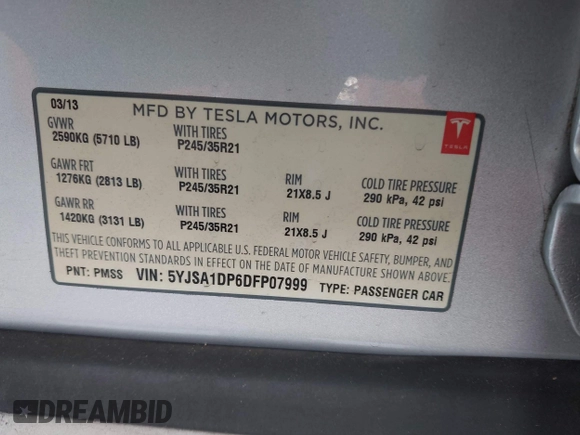 03/13
MFD BY TESLA MOTORS, INC.
TESLA
GVWR WITH TIRES
2590KG (5710 LB) P245/35R21
GAWR FRT WITH TIRES RIM COLD TIRE PRESSURE
1276KG (2813 LB) P245/35R21 21X8.5 J 290 kPa, 42 psi
GAWR RR WITH TIRES RIM COLD TIRE PRESSURE
1420KG (3131 LB) P245/35R21 21X8.5 J 290 kPa, 42 psi
THIS VEHICLE CONFORMS TO ALL APPLICABLE U.S. FEDERAL MOTOR VEHICLE SAFETY, BUMPER, AND
THEFT PREVENTION STANDARDS IN EFFECT ON THE DATE OF MANUFACTURE SHOWN ABOVE.
PNT: PMSS VIN: 5YJSA1DP6DFP07999 TYPE: PASSENGER CAR
DREAMBID